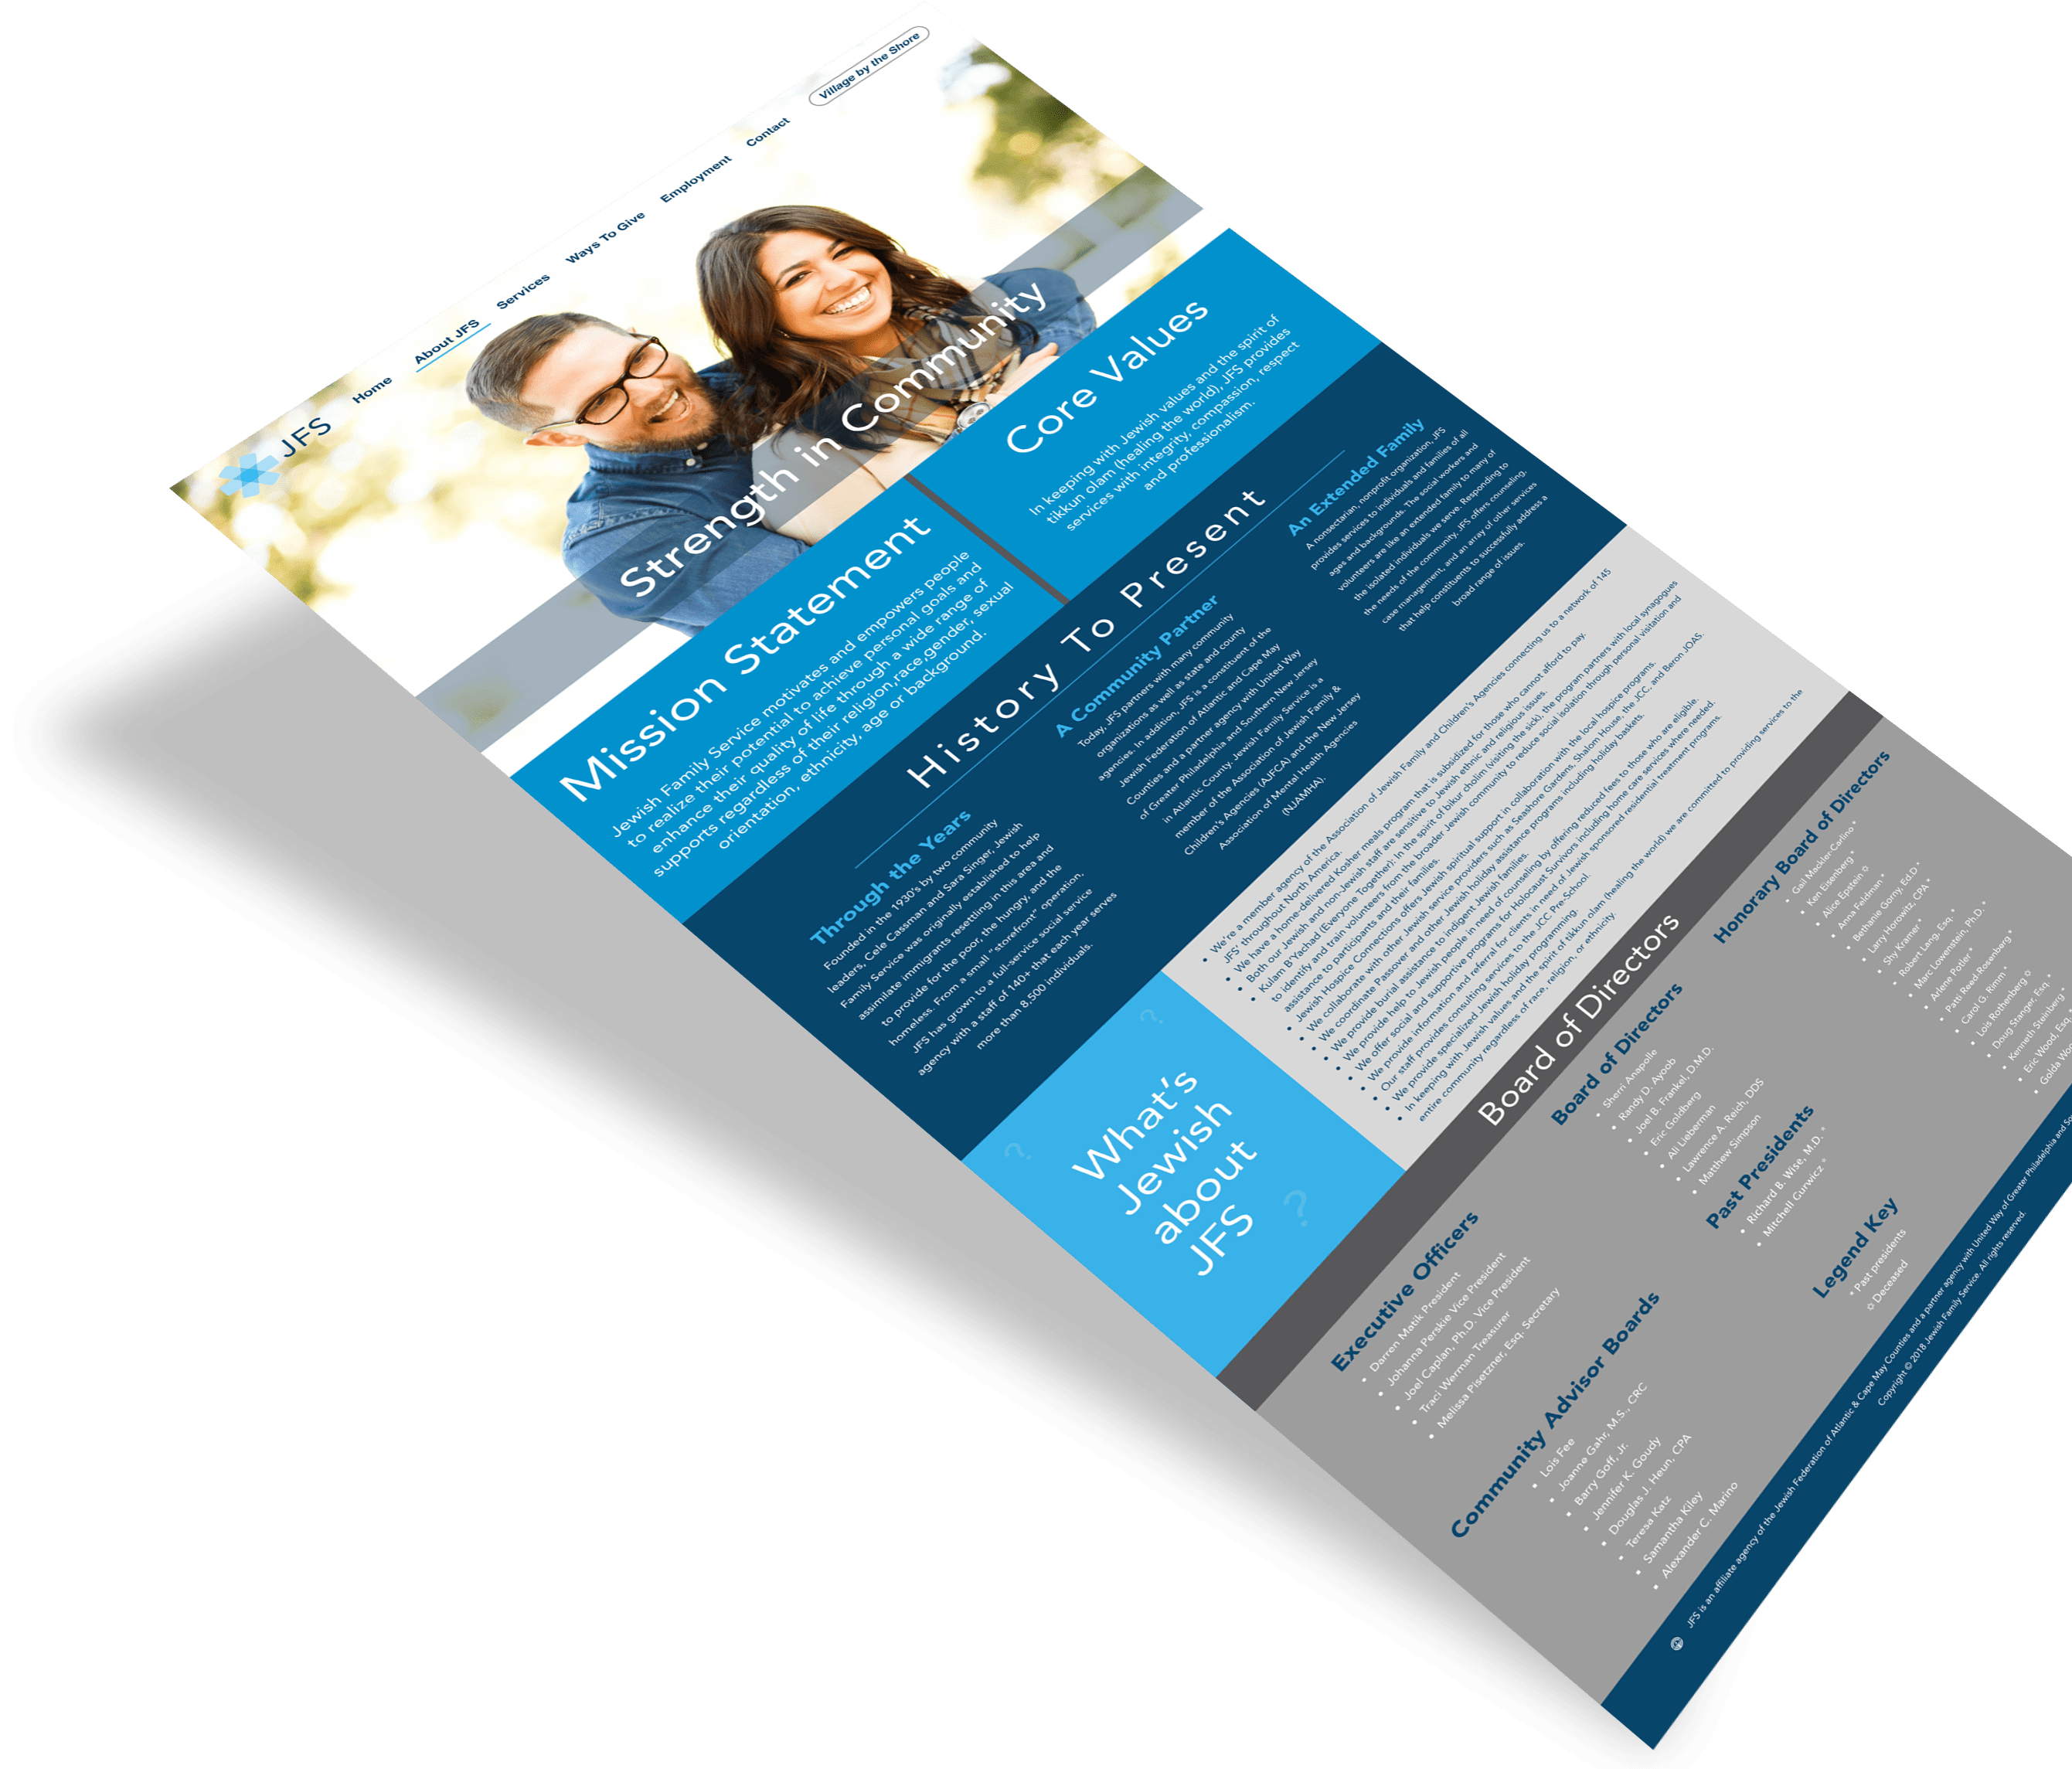 JFS
Home
About JFS
Services
Ways To Give
Employment
Contact
Village by the Shore
Strength in Community
Mission Statement
Jewish Family Service motivates and empowers people
to realize their potential to achieve personal goals and
enhance their quality of life through a wide range of
supports regardless of their religion,race,gender, sexual
orientation, ethnicity, age or background.
Core Values
In keeping with Jewish values and the spirit of
tikkun olam (healing the world), JFS provides
services with integrity, compassion, respect
and professionalism.
History To Present
Through the Years
Founded in the 1930's by two community
leaders, Cele Cassman and Sara Singer, Jewish
Family Service was originally established to help
assimilate immigrants resettling in this area and
to provide for the poor, the hungry, and the
homeless. From a small "storefront" operation,
JFS has grown to a full-service social service
agency with a staff of 140+ that each year serves
more than 8,500 individuals.
A Community Partner
Today, JFS partners with many community
organizations as well as state and county
agencies. In addition, JFS is a constituent of the
Jewish Federation of Atlantic and Cape May
Counties and a partner agency with United Way
of Greater Philadelphia and Southern New Jersey
in Atlantic County. Jewish Family Service is a
member of the Association of Jewish Family &
Children's Agencies (AJFCA) and the New Jersey
Association of Mental Health Agencies
(NJAMHA).
An Extended Family
A nonsectarian, nonprofit organization, JFS
provides services to individuals and families of all
ages and backgrounds. The social workers and
volunteers are like an extended family to many of
the isolated individuals we serve. Responding to
the needs of the community, JFS offers counseling,
case management, and an array of other services
that help constituents to successfully address a
broad range of issues.
?
?
?
What's
Jewish
about
JFS
• We're a member agency of the Association of Jewish Family and Children's Agencies connecting us to a network of 145
JFS' throughout North America.
• We have a home-delivered Kosher meals program that is subsidized for those who cannot afford to pay.
• Both our Jewish and non-Jewish staff are sensitive to Jewish ethnic and religious issues.
• Kulam B'Yachad (Everyone Together): In the spirit of bikur cholim (visiting the sick), the program partners with local synagogues
to identify and train volunteers from the broader Jewish community to reduce social isolation through personal visitation and
assistance to participants and their families.
• Jewish Hospice Connections offers Jewish spiritual support in collaboration with the local hospice programs.
• We collaborate with other Jewish service providers such as Seashore Gardens, Shalom House, the JCC, and Beron JOAS.
• We coordinate Passover and other Jewish holiday assistance programs including holiday baskets.
• We provide burial assistance to indigent Jewish families.
• We provide help to Jewish people in need of counseling by offering reduced fees to those who are eligible.
• We offer social and supportive programs for Holocaust Survivors including home care services where needed.
• We provide information and referral for clients in need of Jewish sponsored residential treatment programs.
• Our staff provides consulting services to the JCC Pre-School.
• We provide specialized Jewish holiday programming.
• In keeping with Jewish values and the spirit of tikkun olam (healing the world) we are committed to providing services to the
entire community regardless of race, religion, or ethnicity.
Board of Directors
Executive Officers
• Darren Matik President
• Johanna Perskie Vice President
• Joel Caplan, Ph.D. Vice President
• Traci Werman Treasurer
• Melissa Pisetzner, Esq. Secretary
Board of Directors
• Sherri Anapolle
• Randy D. Ayoob
• Joel B. Frankel, D.M.D.
• Eric Goldberg
• Ali Lieberman
• Lawrence A. Reich, DDS
• Matthew Simpson
Honorary Board of Directors
• Gail Mackler-Carlino *
• Ken Eisenberg *
• Alice Epstein ✡
• Anna Feldman *
• Bethanie Gorny, Ed.D *
• Larry Horowitz, CPA *
• Shy Kramer *
• Robert Lang, Esq. *
• Marc Lowenstein, Ph.D. *
• Arlene Potler *
• Patti Reed-Rosenberg *
• Carol G. Rimm *
• Lois Rothenberg ✡
• Doug Stanger, Esq. *
• Kenneth Steinberg *
• Eric Wood, Esq. *
• Golda
Community Advisor Boards
• Lois Fee
• Joanne Gahr, M.S., CRC
• Barry Goff, Jr.
• Jennifer K. Goudy
• Douglas J. Heun, CPA
• Teresa Katz
• Samantha Kiley
• Alexander C. Marino
Past Presidents
• Richard B. Wise, M.D. *
• Mitchell Gurwicz *
Legend Key
* Past presidents
✡ Deceased
JFS is an affiliate agency of the Jewish Federation of Atlantic & Cape May Counties and a partner agency with United Way of Greater Philadelphia and
Copyright © 2018 Jewish Family Service. All rights reserved.